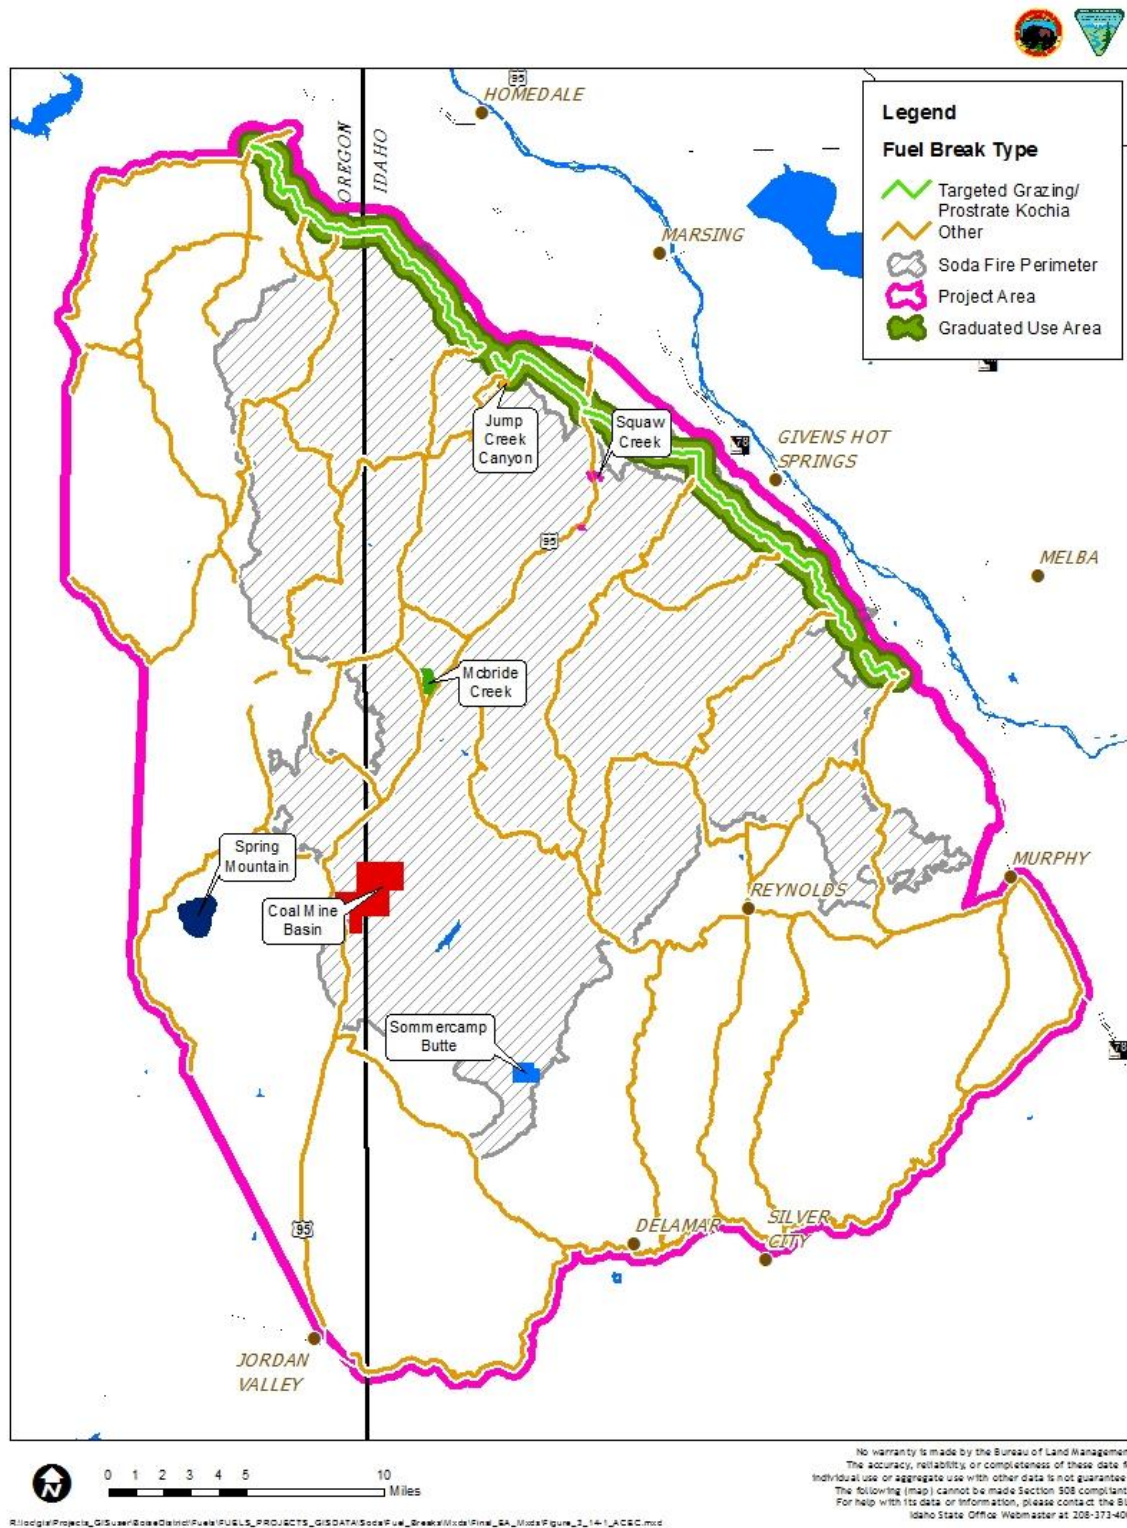 95
HOMEDALE
OREGON
IDAHO
MARSING
Legend
Fuel Break Type
Targeted Grazing/
Prostrate Kochia
Other
Soda Fire Perimeter
Project Area
Graduated Use Area
Jump
Creek
Canyon
Squaw
Creek
78
GIVENS HOT
SPRINGS
95
MELBA
Mcbride
Creek
Spring
Mountain
Coal Mine
Basin
REYNOLDS
MURPHY
Sommercamp
Butte
78
95
DELAMAR
SILVER
CITY
JORDAN
VALLEY
N
0 1 2 3 4 5 10
Miles
No warranty is made by the Bureau of Land Managemen
The accuracy, reliability, or completeness of these data f
individual use or aggregate use with other data is not guarantee
The following (map) cannot be made Section 508 compliant
For help with its data or information, please contact the BL
Idaho State Office Webmaster at 208-373-40